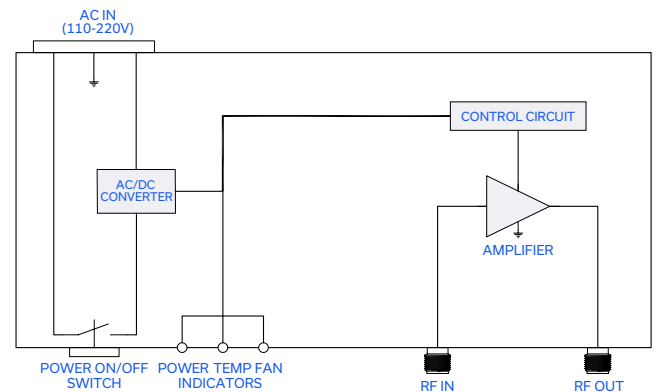 AC IN
(110-220V)
CONTROL CIRCUIT
AC/DC
CONVERTER
AMPLIFIER
POWER ON/OFF
SWITCH
POWER TEMP FAN
INDICATORS
RF IN
RF OUT